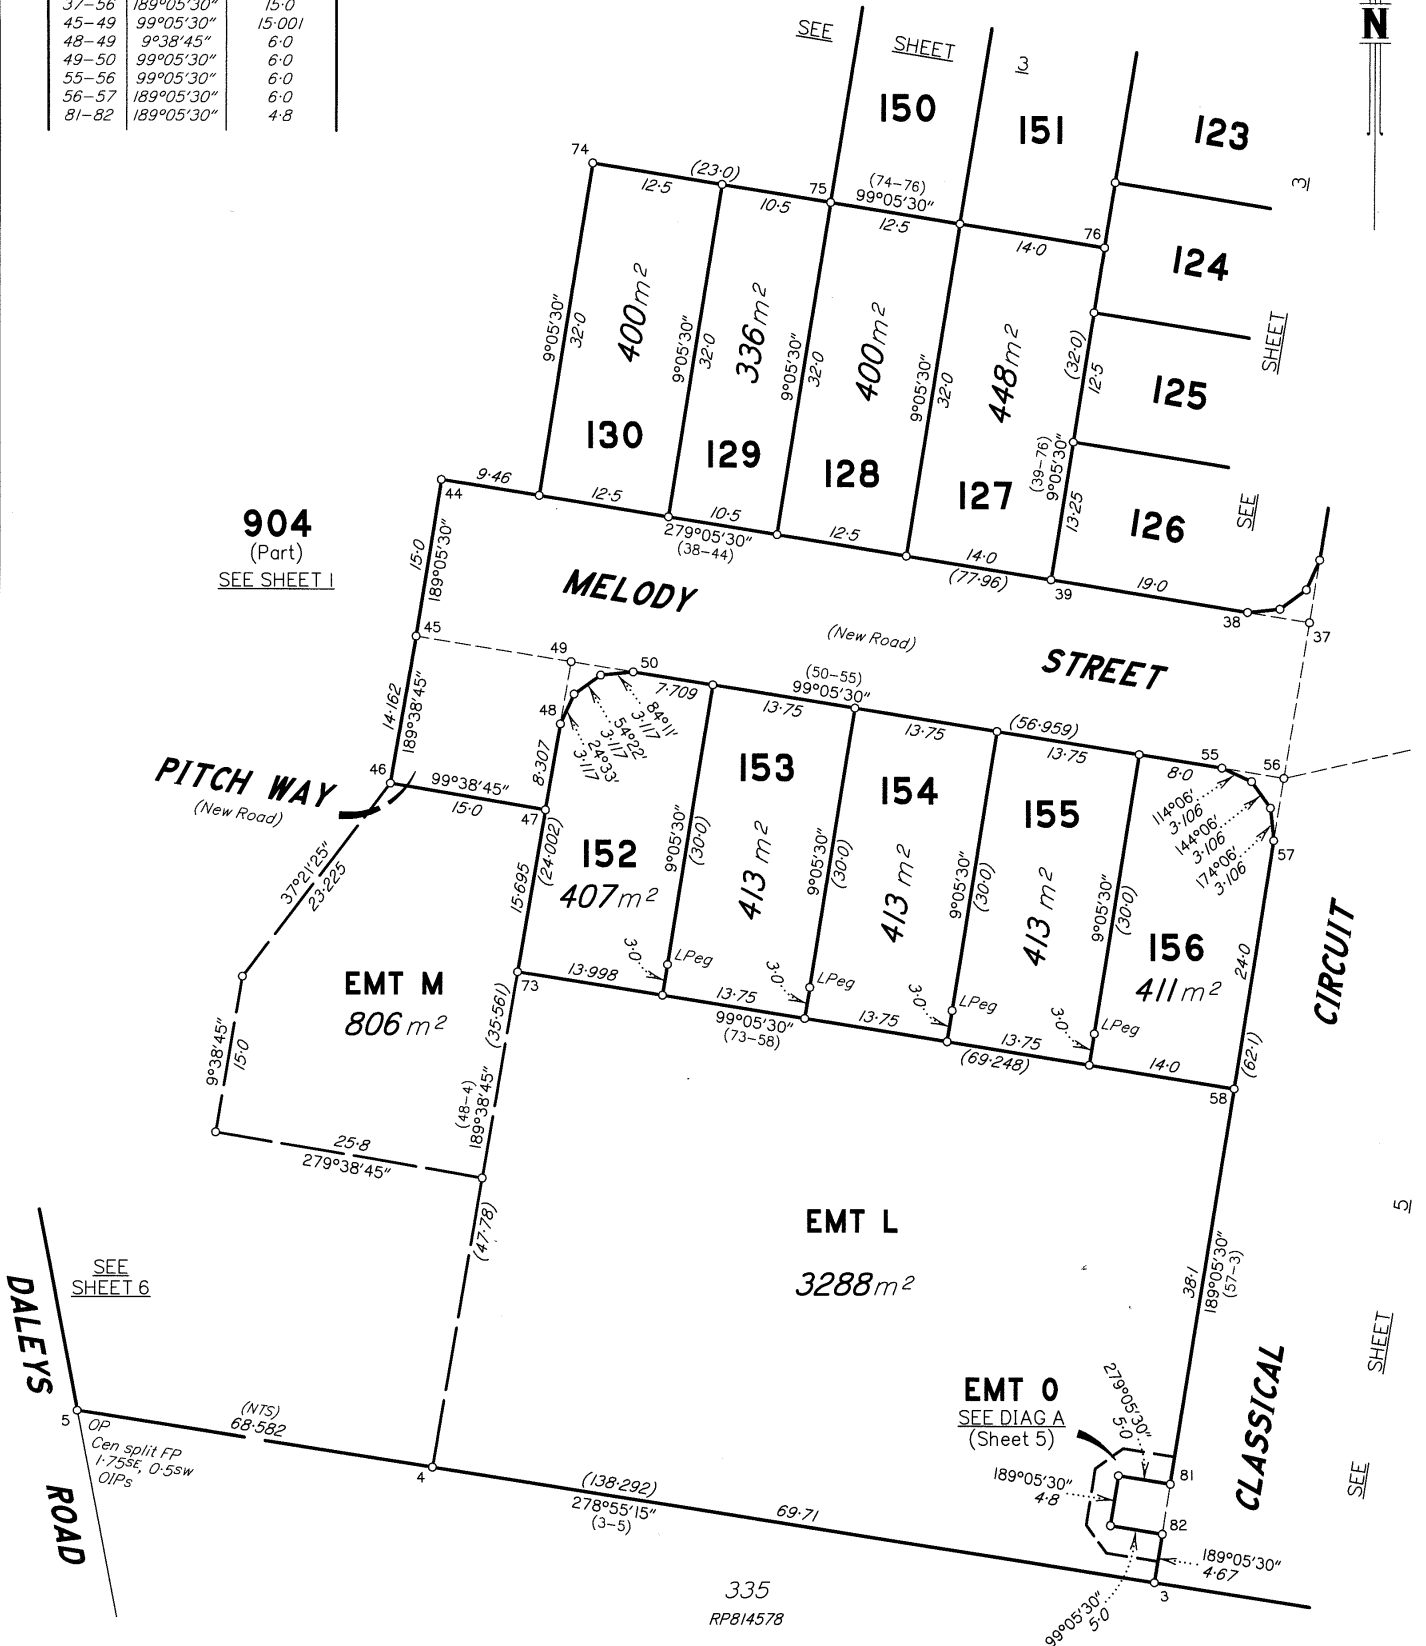 37-56 189°05'30" 15·0
45-49 99°05'30" 15·001
48-49 9°38'45" 6·0
49-50 99°05'30" 6·0
55-56 99°05'30" 6·0
56-57 189°05'30" 6·0
81-82 189°05'30" 4·8
N
SEE SHEET 3
150
151
123
3
74
(23·0)
12·5
10·5
75
(74-76)
99°05'30"
12·5
14·0
76
124
SHEET
125
SEE
126
9°05'30"
32·0
400m²
130
9°05'30"
32·0
336m²
129
9°05'30"
32·0
400m²
128
9°05'30"
32·0
448m²
127
(32·0)
12·5
(39-76)
9°05'30"
13·25
44
9·46
12·5
10·5
279°05'30"
(38-44)
12·5
14·0
(77·96)
39
19·0
38
37
904
(Part)
SEE SHEET 1
15·0
189°05'30"
45
MELODY
STREET
(New Road)
49
50
48
7·709
84°11'
3·117
54°22'
3·117
24°33'
3·117
(50-55)
99°05'30"
13·75
13·75
(56·959)
13·75
8·0
55
56
57
114°06'
3·106
144°06'
3·106
174°06'
3·106
14·162
189°38'45"
46
PITCH WAY
(New Road)
99°38'45"
15·0
47
8·307
15·695
(24·002)
152
407m²
9°05'30"
(30·0)
153
413 m²
9°05'30"
(30·0)
154
413 m²
9°05'30"
(30·0)
155
413 m²
9°05'30"
(30·0)
156
411m²
24·0
(62·1)
CIRCUIT
3·0
LPeg
3·0
LPeg
3·0
LPeg
3·0
LPeg
37°21'25"
23·225
EMT M
806 m²
9°38'45"
15·0
25·8
279°38'45"
73
13·998
13·75
99°05'30"
(73-58)
13·75
(69·248)
13·75
14·0
58
(35·561)
(48-4)
189°38'45"
(47·78)
EMT L
3288m²
38·1
189°05'30"
(57-3)
5
SHEET
SEE
CLASSICAL
SEE
SHEET 6
DALEYS
ROAD
5
OP
Cen split FP
1·75SE, 0·5SW
OIPs
(NTS)
68·582
4
(138·292)
278°55'15"
(3-5)
69·71
EMT O
SEE DIAG A
(Sheet 5)
279°05'30"
5·0
189°05'30"
4·8
81
82
189°05'30"
4·67
99°05'30"
5·0
3
335
RP814578